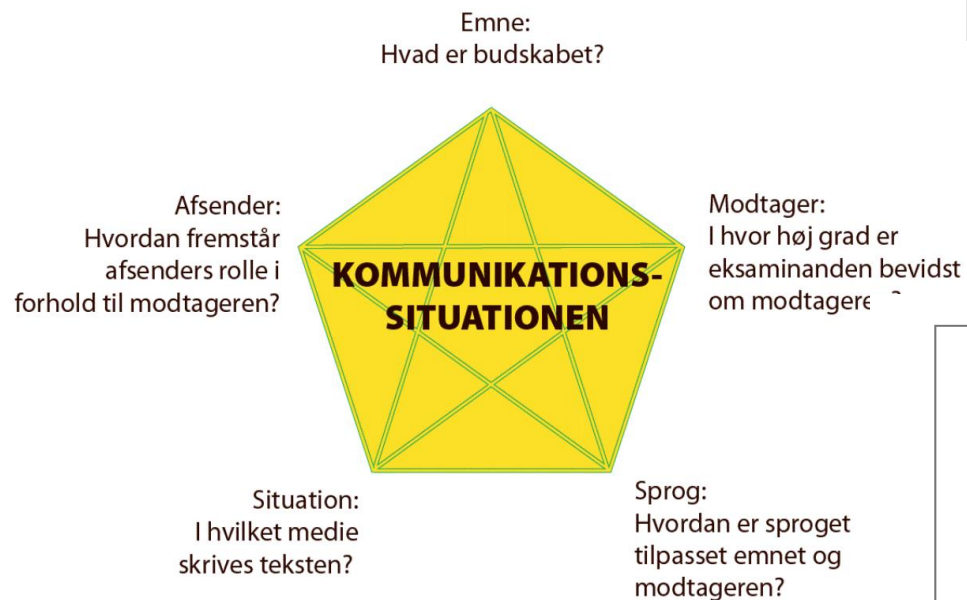 Emne:
Hvad er budskabet?
Afsender:
Hvordan fremstår
afsenders rolle i
forhold til modtageren?
KOMMUNIKATIONS-
SITUATIONEN
Modtager:
I hvor høj grad er
eksaminanden bevidst
om
Situation:
I hvilket medie
skrives teksten?
Sprog:
Hvordan er sproget
tilpasset emnet og
modtageren?